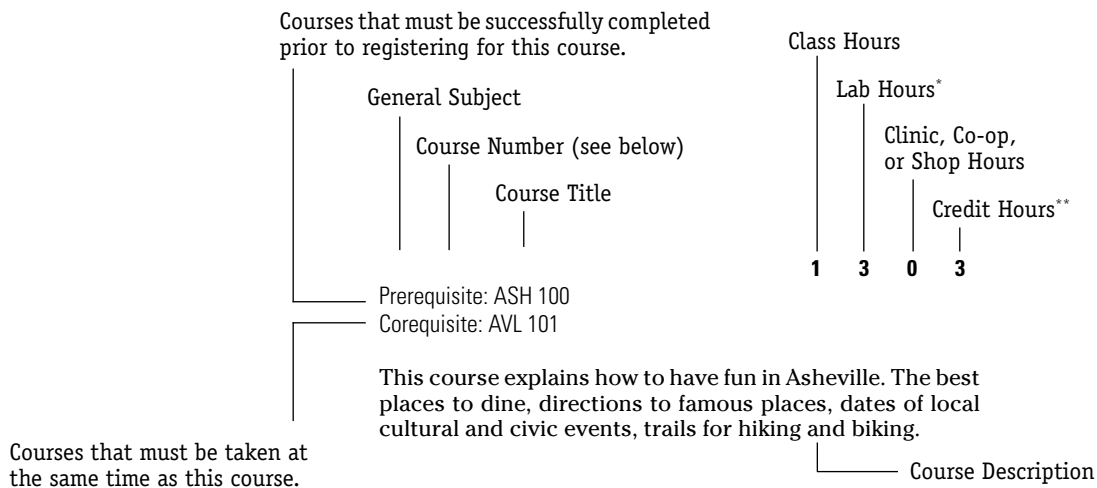 Courses that must be successfully completed
prior to registering for this course.
Class Hours
Lab Hours*
General Subject
Clinic, Co-op,
or Shop Hours
Course Number (see below)
Course Title
Credit Hours**
1 3 0 3
Prerequisite: ASH 100
Corequisite: AVL 101
This course explains how to have fun in Asheville. The best
places to dine, directions to famous places, dates of local
cultural and civic events, trails for hiking and biking.
Courses that must be taken at
the same time as this course.
Course Description